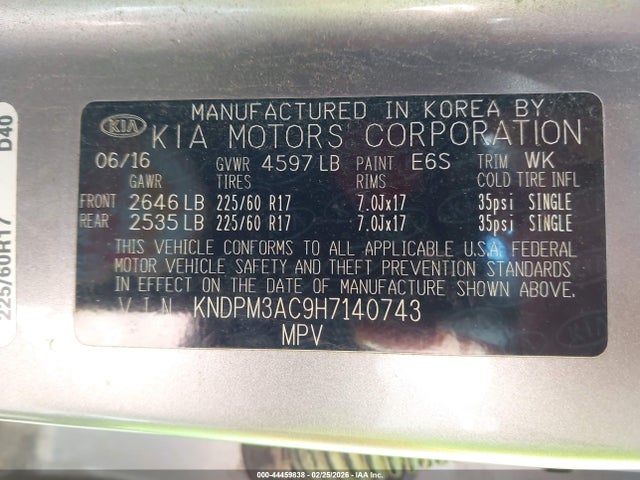 MANUFACTURED IN KOREA BY
KIA KIA MOTORS CORPORATION
06/16 GVWR 4597 LB PAINT E6S TRIM WK
GAWR TIRES RIMS COLD TIRE INFL
FRONT 2646 LB 225/60 R17 7.0Jx17 35psi SINGLE
REAR 2535 LB 225/60 R17 7.0Jx17 35psi SINGLE
THIS VEHICLE CONFORMS TO ALL APPLICABLE U.S.A. FEDERAL
MOTOR VEHICLE SAFETY AND THEFT PREVENTION STANDARDS
IN EFFECT ON THE DATE OF MANUFACTURE SHOWN ABOVE.
V I N KNDPM3AC9H7140743
MPV
225/60R17 D40
000-44459838 02/25/2026 IAA Inc.